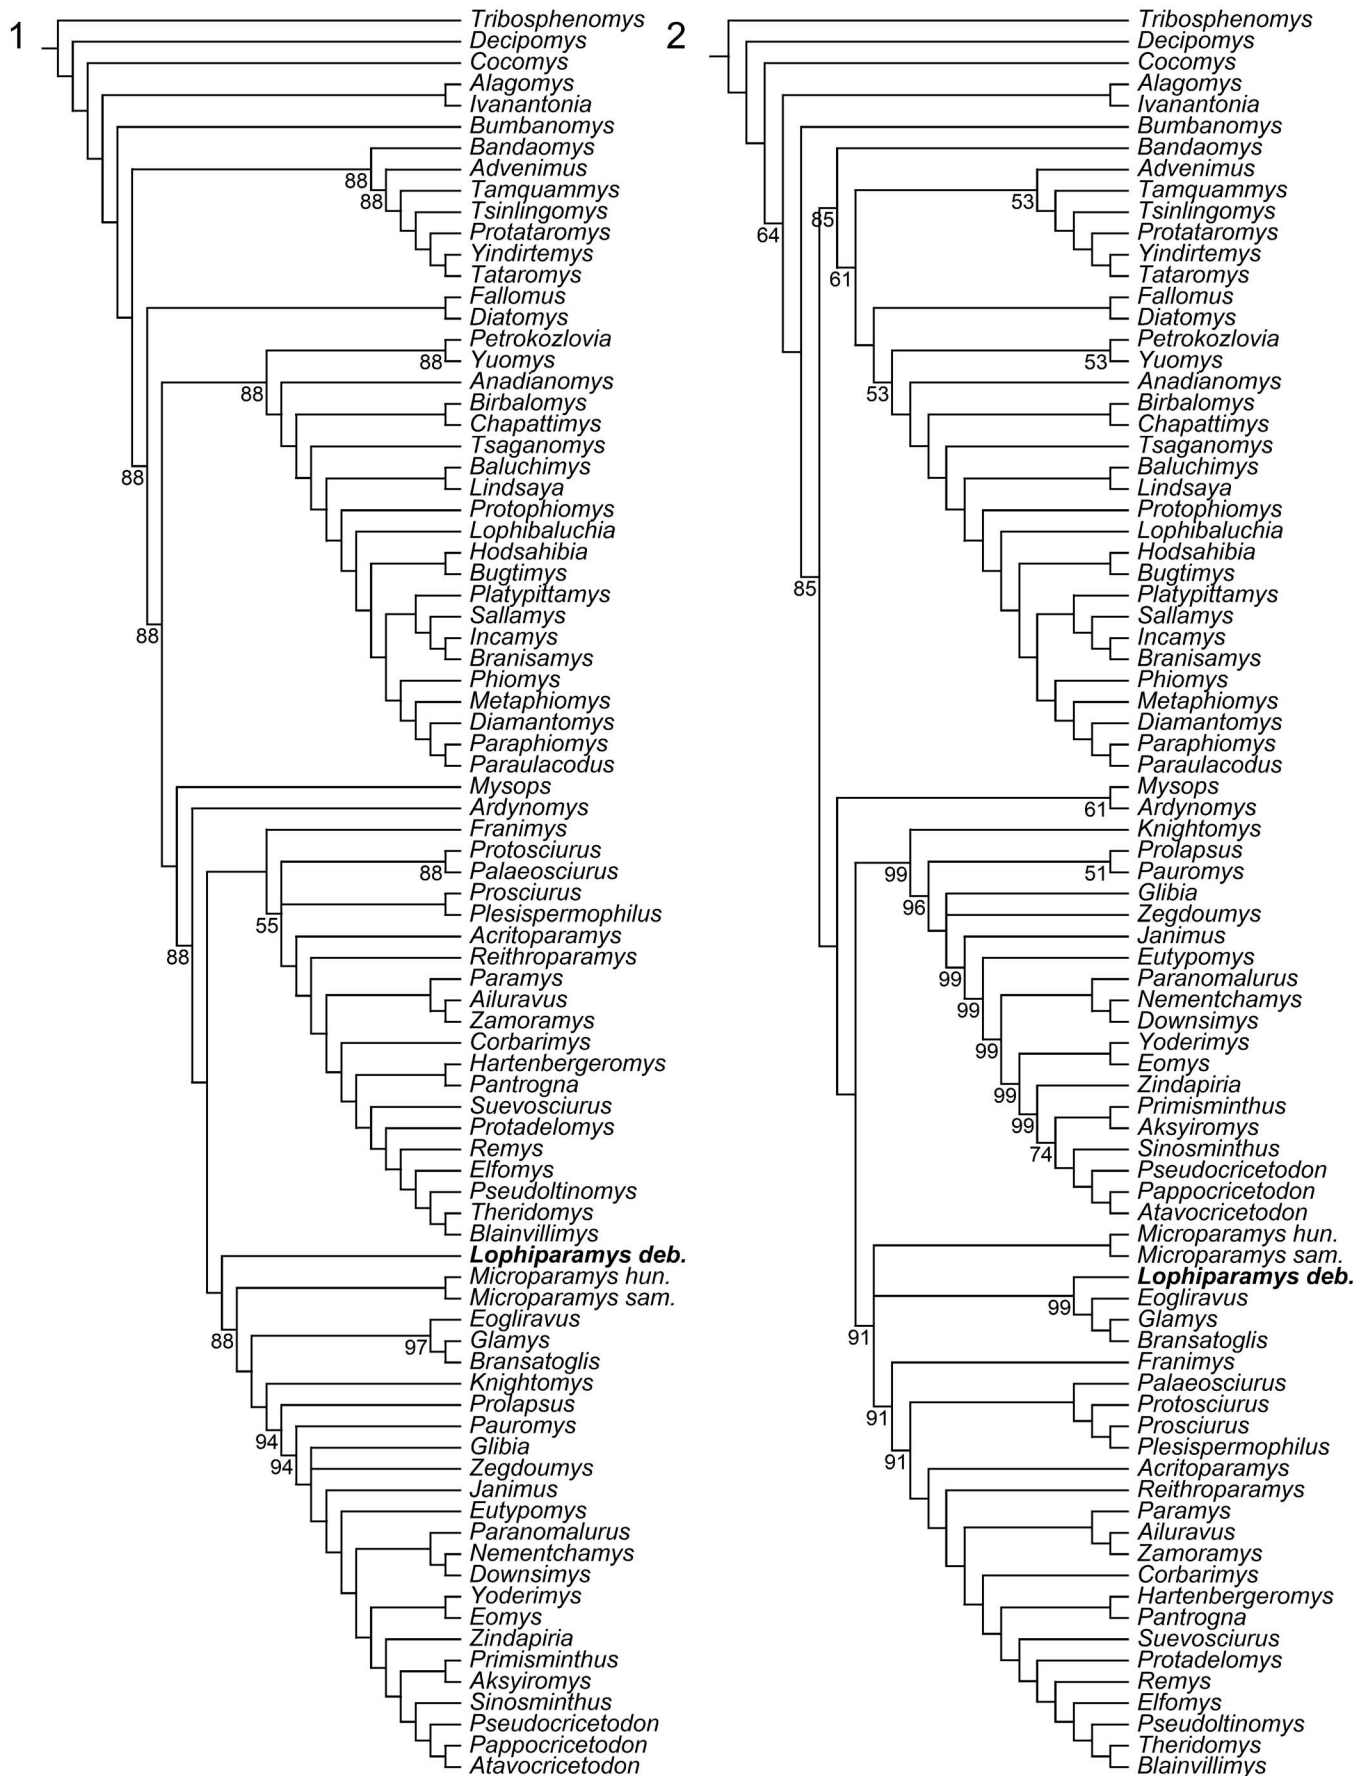 1
Tribosphenomys
Decipomys
Cocomys
Alagomys
Ivanantonia
Bumbanomys
Bandaomys
88
Advenimus
88
Tamquammys
Tsinlingomys
Protataromys
Yindirtemys
Tataromys
Fallomus
Diatomys
Petrokozlovia
88
Yuomys
88
Anadianomys
Birbalomys
Chapattimys
Tsaganomys
Baluchimys
88
Lindsaya
Protophiomys
Lophibaluchia
Hodsahibia
Bugtimys
Platypittamys
Sallamys
88
Incamys
Branisamys
Phiomys
Metaphiomys
Diamantomys
Paraphiomys
Paraulacodus
Mysops
Ardynomys
Franimys
Protosciurus
88
Palaeosciurus
Prosciurus
55
Plesispermophilus
Acritoparamys
88
Reithroparamys
Paramys
Ailuravus
Zamoramys
Corbarimys
Hartenbergeromys
Pantrogna
Suevosciurus
Protadelomys
Remys
Elfomys
Pseudoltinomys
Theridomys
Blainvillimys
Lophiparamys deb.
Microparamys hun.
Microparamys sam.
Eogliravus
88
97
Glamys
Bransatoglis
Knightomys
Prolapsus
94
Pauromys
94
Glibia
Zegdoumys
Janimus
Eutypomys
Paranomalurus
Nementchamys
Downsimys
Yoderimys
Eomys
Zindapiria
Primisminthus
Aksyiromys
Sinosminthus
Pseudocricetodon
Pappocricetodon
Atavocricetodon
2
Tribosphenomys
Decipomys
Cocomys
Alagomys
Ivanantonia
Bumbanomys
Bandaomys
Advenimus
53
Tamquammys
85
Tsinlingomys
64
Protataromys
Yindirtemys
61
Tataromys
Fallomus
Diatomys
Petrokozlovia
53
Yuomys
53
Anadianomys
Birbalomys
Chapattimys
Tsaganomys
Baluchimys
Lindsaya
Protophiomys
Lophibaluchia
Hodsahibia
85
Bugtimys
Platypittamys
Sallamys
Incamys
Branisamys
Phiomys
Metaphiomys
Diamantomys
Paraphiomys
Paraulacodus
Mysops
61
Ardynomys
Knightomys
Prolapsus
99
51
Pauromys
Glibia
96
Zegdoumys
Janimus
Eutypomys
99
Paranomalurus
Nementchamys
99
Downsimys
Yoderimys
99
Eomys
Zindapiria
99
Primisminthus
99
Aksyiromys
74
Sinosminthus
Pseudocricetodon
Pappocricetodon
Atavocricetodon
Microparamys hun.
Microparamys sam.
Lophiparamys deb.
99
Eogliravus
Glamys
91
Bransatoglis
Franimys
Palaeosciurus
91
Protosciurus
Prosciurus
91
Plesispermophilus
Acritoparamys
Reithroparamys
Paramys
Ailuravus
Zamoramys
Corbarimys
Hartenbergeromys
Pantrogna
Suevosciurus
Protadelomys
Remys
Elfomys
Pseudoltinomys
Theridomys
Blainvillimys